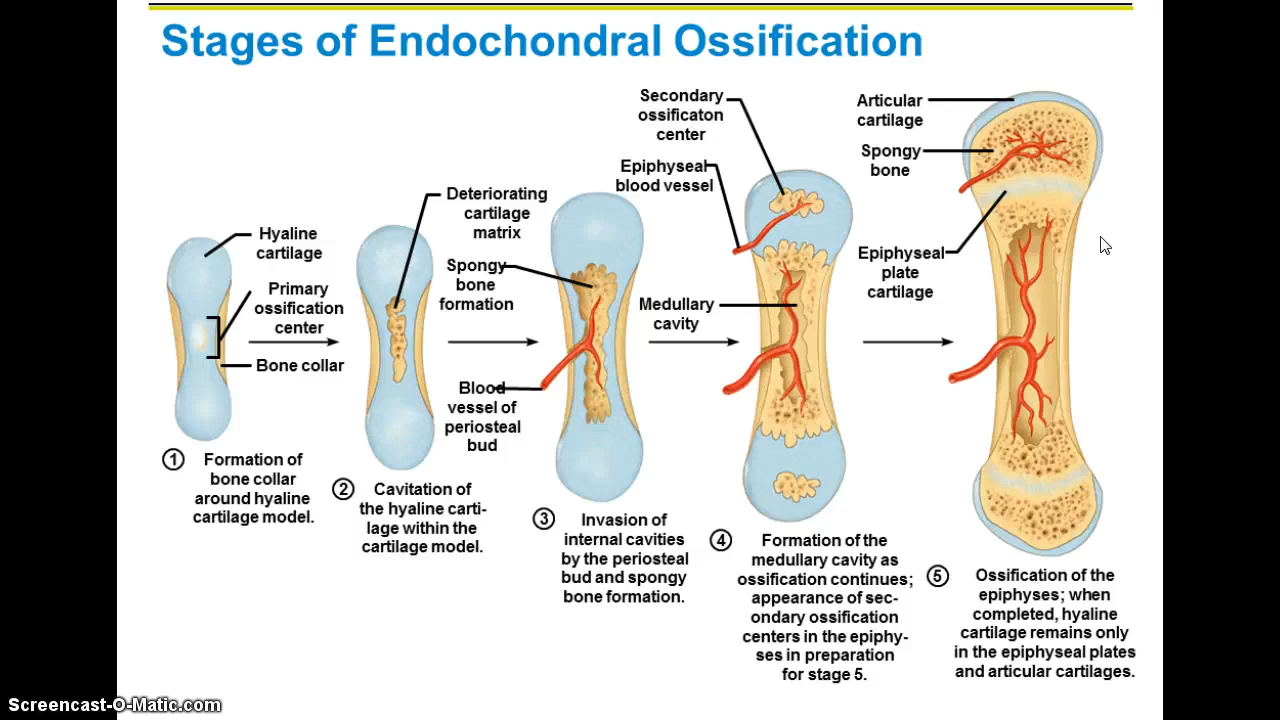 Stages of Endochondral Ossification
Hyaline
cartilage
Primary
ossification
center
Bone collar
Deteriorating
cartilage
matrix
Spongy
bone
formation
Blood
vessel of
periosteal
bud
Secondary
ossificaton
center
Epiphyseal
blood vessel
Medullary
cavity
Articular
cartilage
Spongy
bone
Epiphyseal
plate
cartilage
1 Formation of
bone collar
around hyaline
cartilage model.
2 Cavitation of
the hyaline carti-
lage within the
cartilage model.
3 Invasion of
internal cavities
by the periosteal
bud and spongy
bone formation.
4 Formation of the
medullary cavity as
ossification continues;
appearance of sec-
ondary ossification
centers in the epiphy-
ses in preparation
for stage 5.
5 Ossification of the
epiphyses; when
completed, hyaline
cartilage remains only
in the epiphyseal plates
and articular cartilages.
Screencast-O-Matic.com